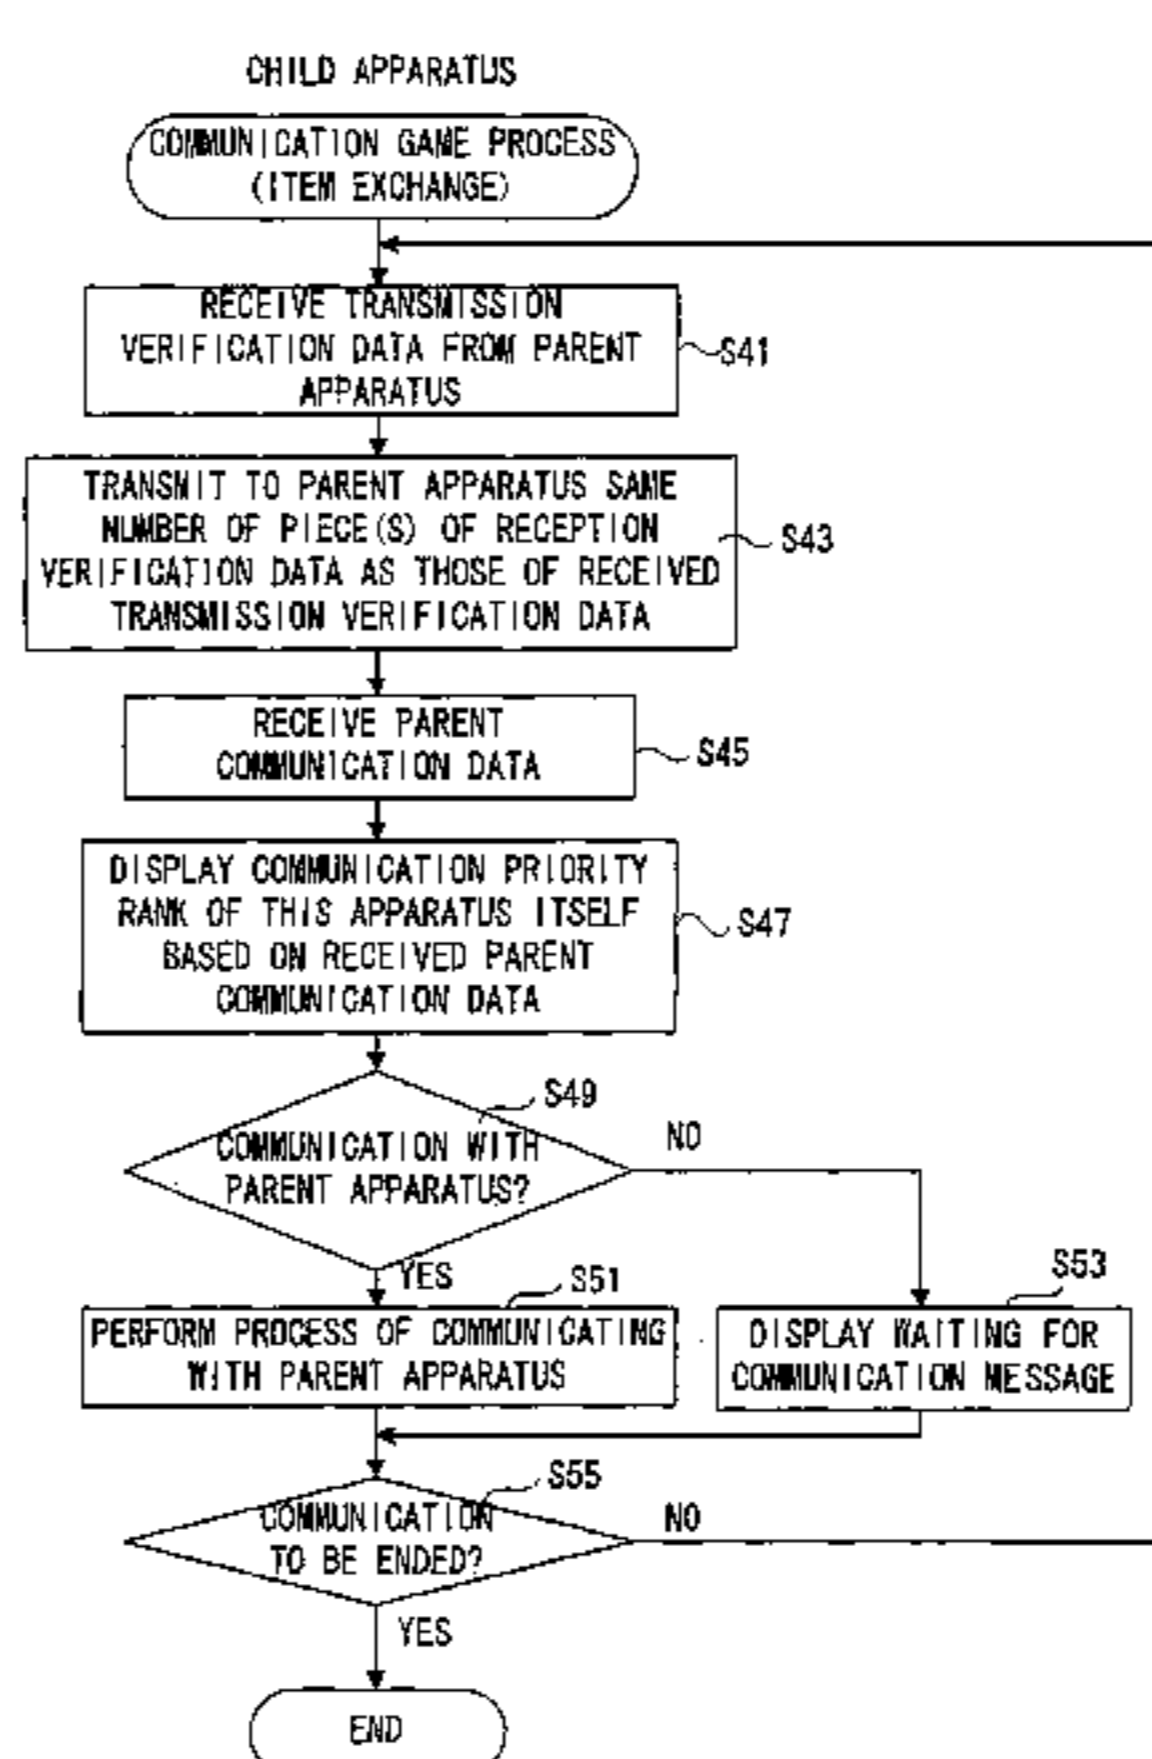 CHILD APPARATUS
COMMUNICATION GAME PROCESS
(ITEM EXCHANGE)
RECEIVE TRANSMISSION
VERIFICATION DATA FROM PARENT
APPARATUS
S41
TRANSMIT TO PARENT APPARATUS SAME
NUMBER OF PIECE(S) OF RECEPTION
VERIFICATION DATA AS THOSE OF RECEIVED
TRANSMISSION VERIFICATION DATA
S43
RECEIVE PARENT
COMMUNICATION DATA
S45
DISPLAY COMMUNICATION PRIORITY
RANK OF THIS APPARATUS ITSELF
BASED ON RECEIVED PARENT
COMMUNICATION DATA
S47
S49
COMMUNICATION WITH
PARENT APPARATUS?
NO
YES
S51
PERFORM PROCESS OF COMMUNICATING
WITH PARENT APPARATUS
S53
DISPLAY WAITING FOR
COMMUNICATION MESSAGE
S55
COMMUNICATION
TO BE ENDED?
NO
YES
END